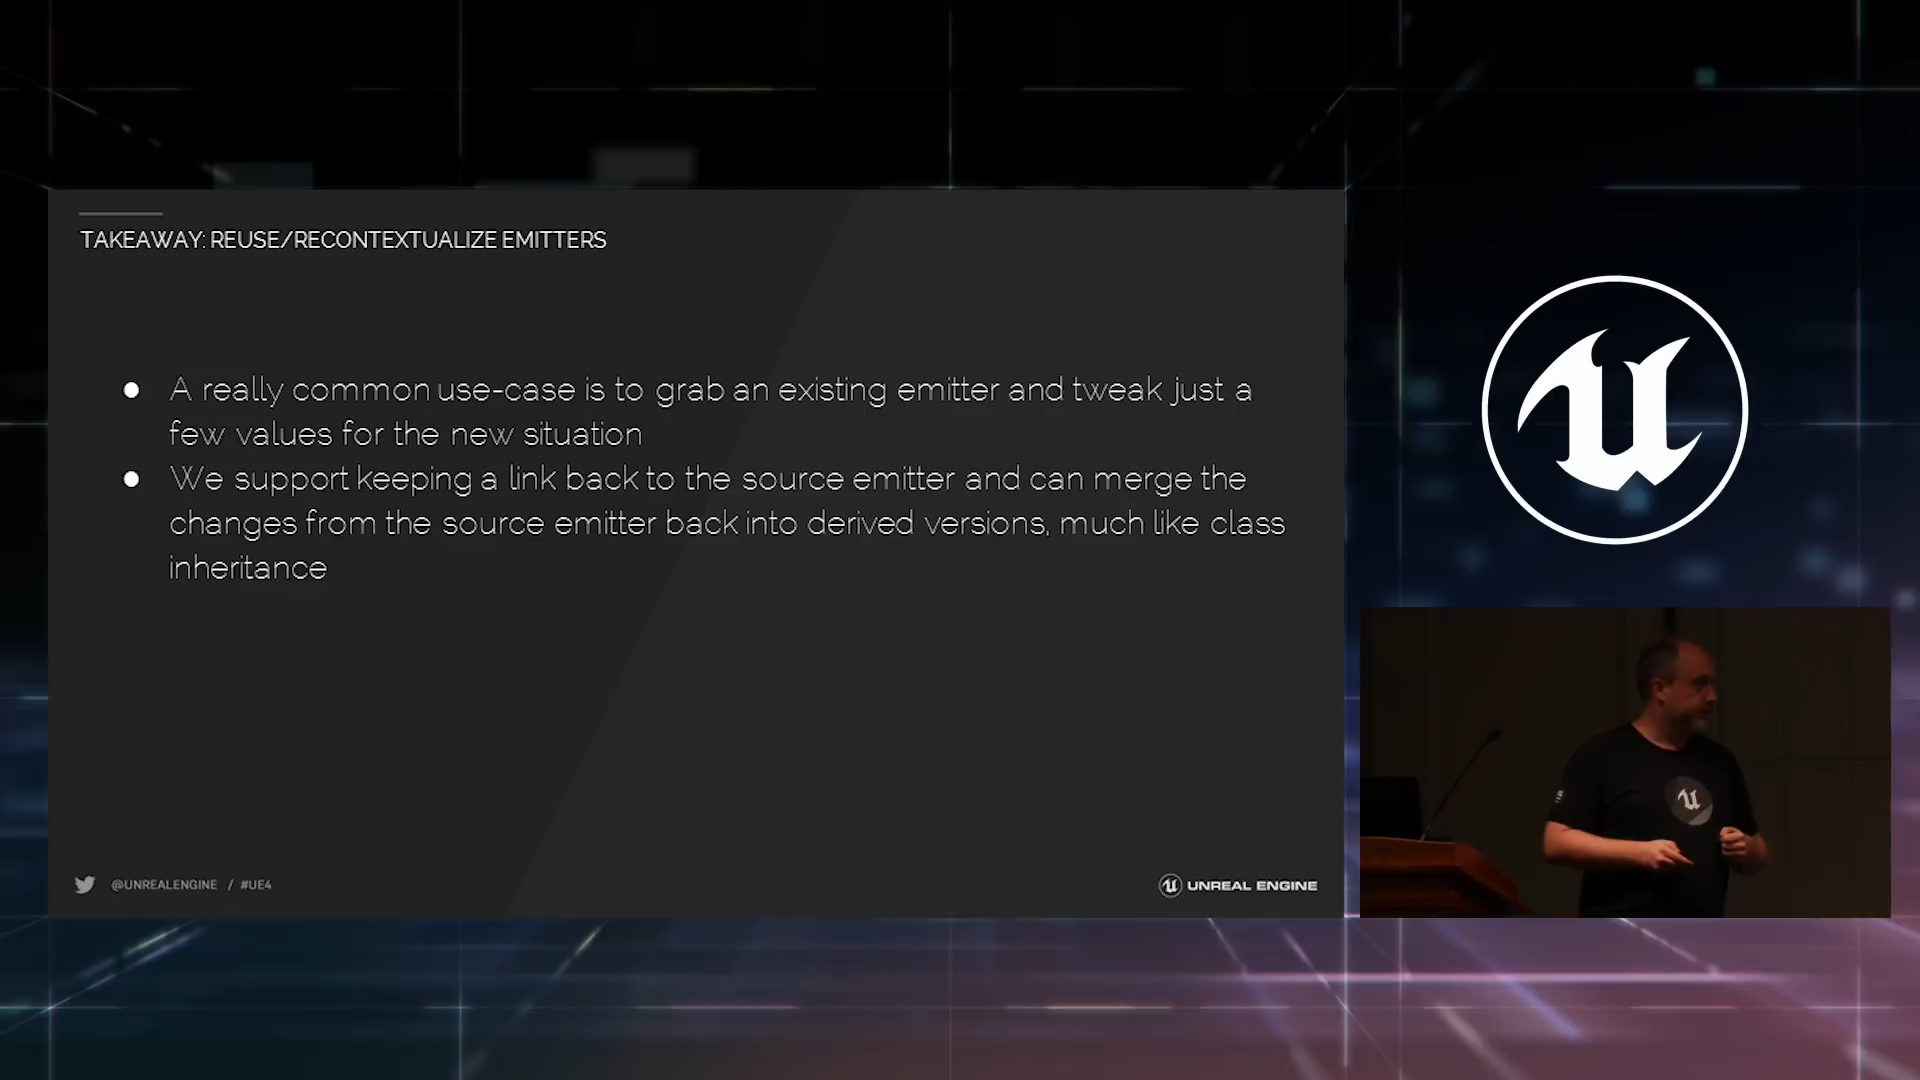 TAKEAWAY: REUSE/RECONTEXTUALIZE EMITTERS
● A really common use-case is to grab an existing emitter and tweak just a
few values for the new situation
● We support keeping a link back to the source emitter and can merge the
changes from the source emitter back into derived versions, much like class
inheritance
@UNREALENGINE / #UE4
UNREAL ENGINE